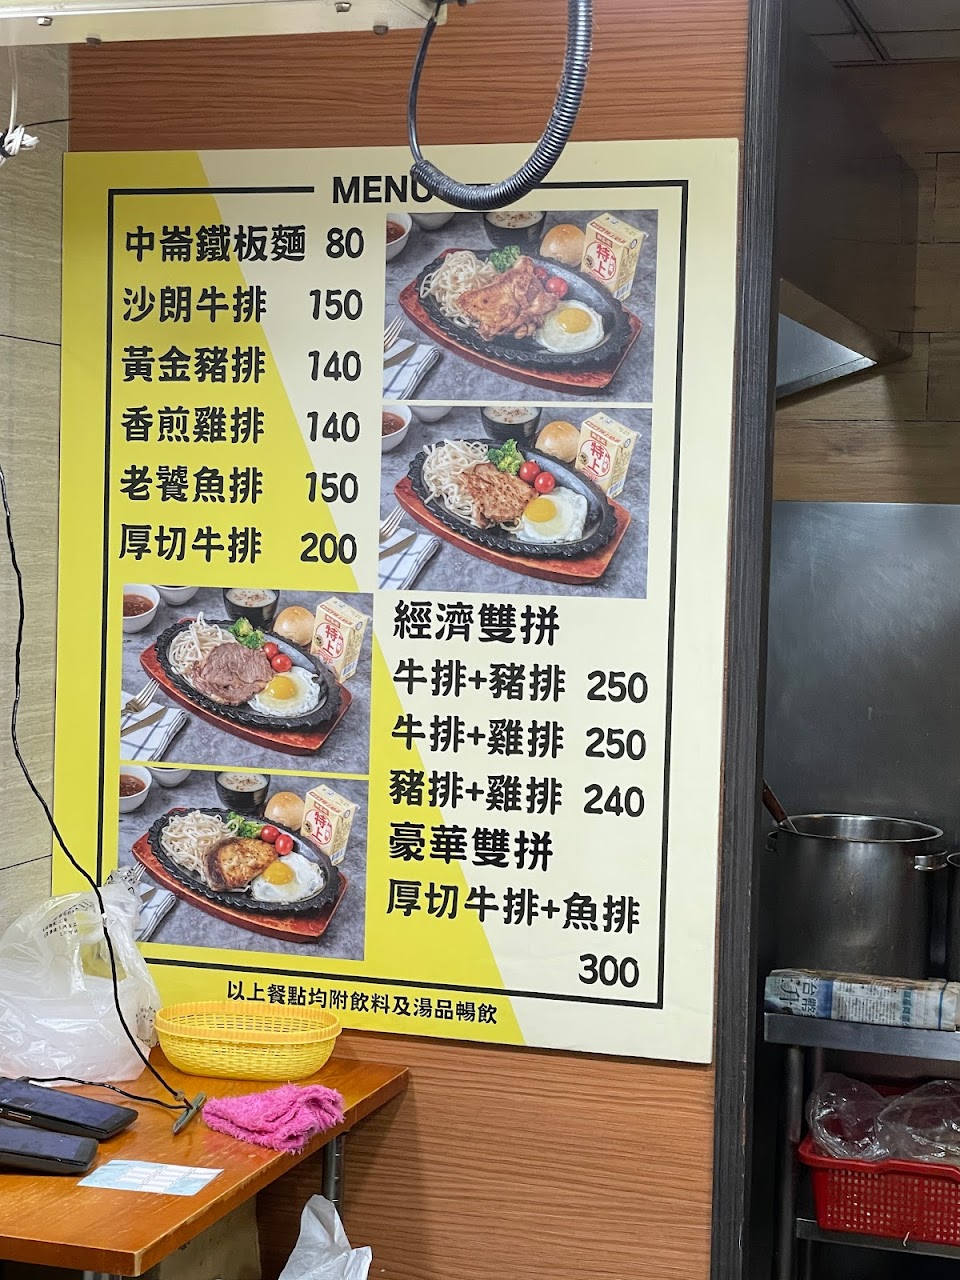 MENU
中崙鐵板麵 80
沙朗牛排 150
黃金豬排 140
香煎雞排 140
老饕魚排 150
厚切牛排 200
特上
特上
特上
特上
經濟雙拼
牛排+豬排 250
牛排+雞排 250
豬排+雞排 240
豪華雙拼
厚切牛排+魚排
300
以上餐點均附飲料及湯品暢飲